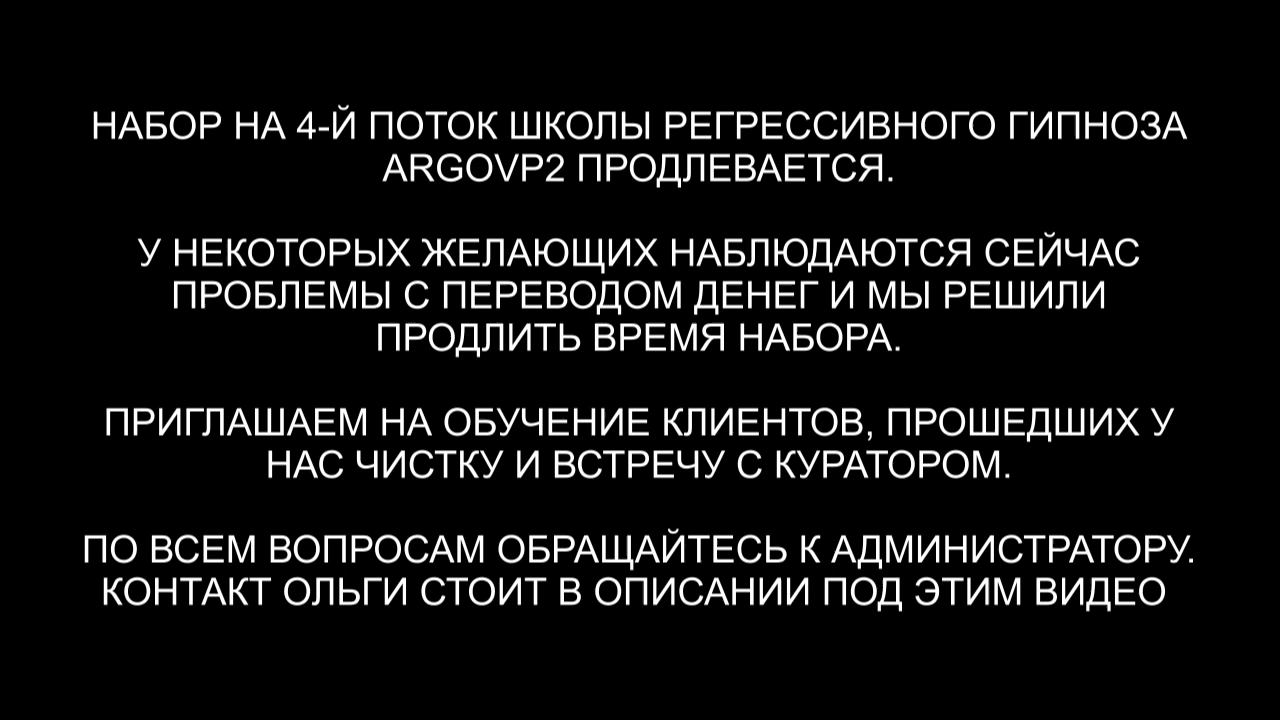 НАБОР НА 4-Й ПОТОК ШКОЛЫ РЕГРЕССИВНОГО ГИПНОЗА
ARGOVP2 ПРОДЛЕВАЕТСЯ.
У НЕКОТОРЫХ ЖЕЛАЮЩИХ НАБЛЮДАЮТСЯ СЕЙЧАС
ПРОБЛЕМЫ С ПЕРЕВОДОМ ДЕНЕГ И МЫ РЕШИЛИ
ПРОДЛИТЬ ВРЕМЯ НАБОРА.
ПРИГЛАШАЕМ НА ОБУЧЕНИЕ КЛИЕНТОВ, ПРОШЕДШИХ У
НАС ЧИСТКУ И ВСТРЕЧУ С КУРАТОРОМ.
ПО ВСЕМ ВОПРОСАМ ОБРАЩАЙТЕСЬ К АДМИНИСТРАТОРУ.
КОНТАКТ ОЛЬГИ СТОИТ В ОПИСАНИИ ПОД ЭТИМ ВИДЕО